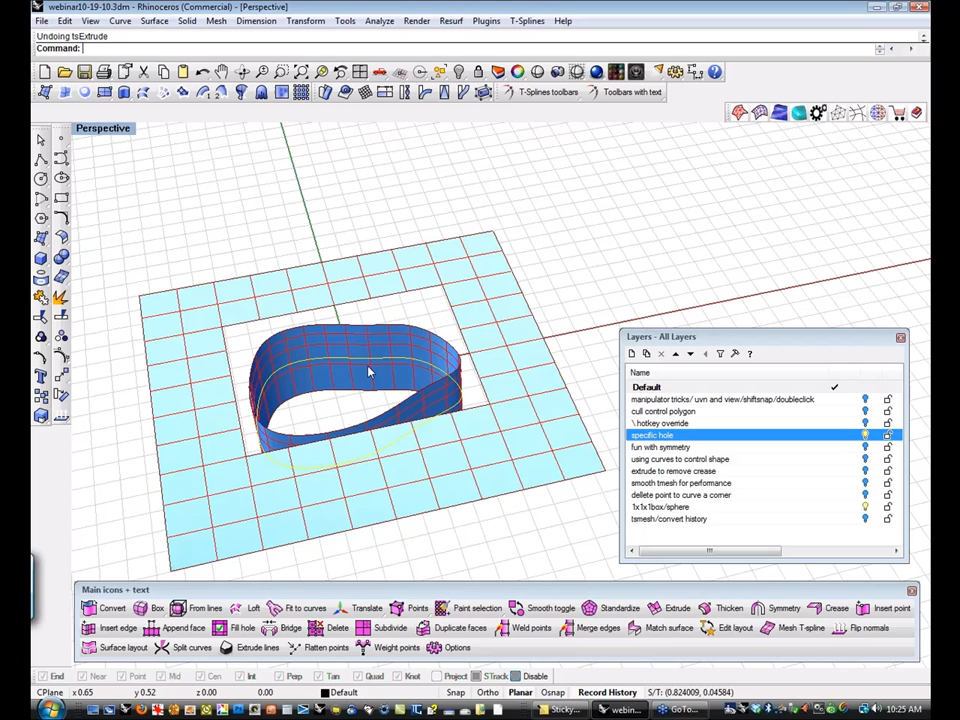 webinar10-19-10.3dm - Rhinoceros (Commercial) - [Perspective]
File Edit View Curve Surface Solid Mesh Dimension Transform Tools Analyze Render Resurf Plugins T-Splines Help
Undoing tsExtrude
Command:
T-Splines toolbars Toolbars with text
Perspective
Layers - All Layers
Name
Default
manipulator tricks/ uvn and view/shiftsnap/doubleclick
cull control polygon
\ hotkey override
specific hole
fun with symmetry
using curves to control shape
extrude to remove crease
smooth tmesh for performance
dellete point to curve a corner
1x1x1box/sphere
tsmesh/convert history
Main icons + text
Convert Box From lines Loft Fit to curves Translate Points Paint selection Smooth toggle Standardize Extrude Thicken Symmetry Crease Insert point
Insert edge Append face Fill hole Bridge Delete Subdivide Duplicate faces Weld points Merge edges Match surface Edit layout Mesh T-spline Flip normals
Surface layout Split curves Extrude lines Flatten points Weight points Options
End Near Point Mid Cen Int Perp Tan Quad Knot Project STrack Disable
CPlane x 0.65 y 0.52 z 0.00 0.00 Default Snap Ortho Planar Osnap Record History S/T: (0.824009, 0.04584)
Sticky... webin... GoTo... 10:25 AM